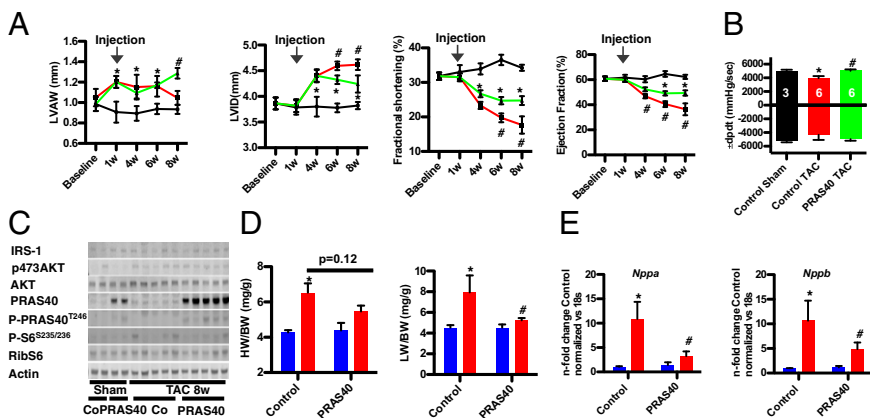 A
Injection
LVAW (mm)
1.6
1.4
1.2
1.0
0.8
0.6
* * * #
Baseline
1w
4w
6w
8w
Injection
LVID(mm)
5.0
4.5
4.0
3.5
3.0
# #
* * *
Baseline
1w
4w
6w
8w
Injection
Fractional shortening (%)
50
40
30
20
10
* * *
# #
Baseline
1w
4w
6w
8w
Injection
Ejection Fraction(%)
100
80
60
40
20
0
* *
# # #
Baseline
1w
4w
6w
8w
B
±dpdt (mmHg/sec)
6000
4000
2000
0
2000
4000
6000
* #
3 6 6
Control Sham
Control TAC
PRAS40 TAC
C
IRS-1
p473AKT
AKT
PRAS40
P-PRAS40T246
P-S6S235/236
RibS6
Actin
Sham TAC 8w
Co PRAS40 Co PRAS40
D
HW/BW (mg/g)
8
6
4
2
0
p=0.12
*
Control
PRAS40
LW/BW (mg/g)
10
8
6
4
2
0
*
#
Control
PRAS40
E
Nppa
n-fold change Control
normalized vs 18s
20
15
10
5
0
*
#
Control
PRAS40
Nppb
n-fold change Control
normalized vs 18s
20
15
10
5
0
*
#
Control
PRAS40